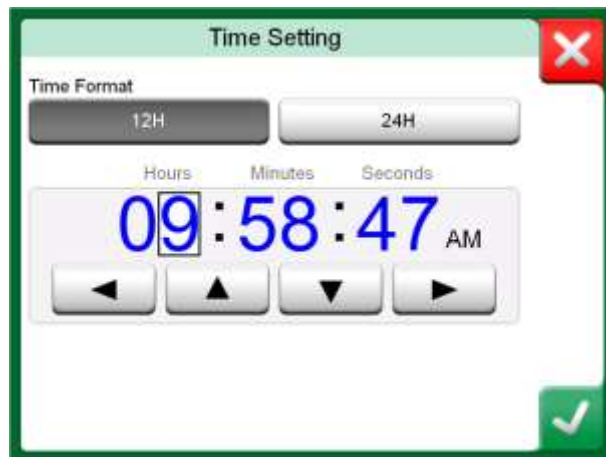 Time Setting
Time Format
12H 24H
Hours Minutes Seconds
09:58:47 AM